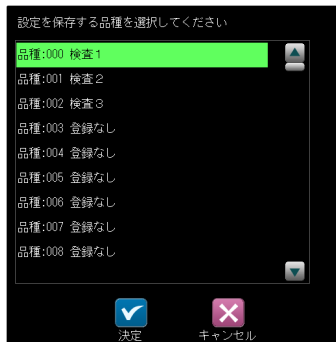 設定を保存する品種を選択してください
品種:000 検査1
品種:001 検査2
品種:002 検査3
品種:003 登録なし
品種:004 登録なし
品種:005 登録なし
品種:006 登録なし
品種:007 登録なし
品種:008 登録なし
決定 キャンセル